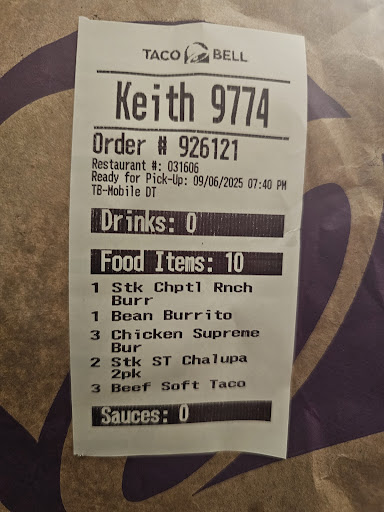 TACO BELL
Keith 9774
Order # 926121
Restaurant #: 031606
Ready for Pick-Up: 09/06/2025 07:40 PM
TB-Mobile DT
Drinks: 0
Food Items: 10
1 Stk Chptl Rnch
Burr
1 Bean Burrito
3 Chicken Supreme
Bur
2 Stk ST Chalupa
2pk
3 Beef Soft Taco
Sauces: 0